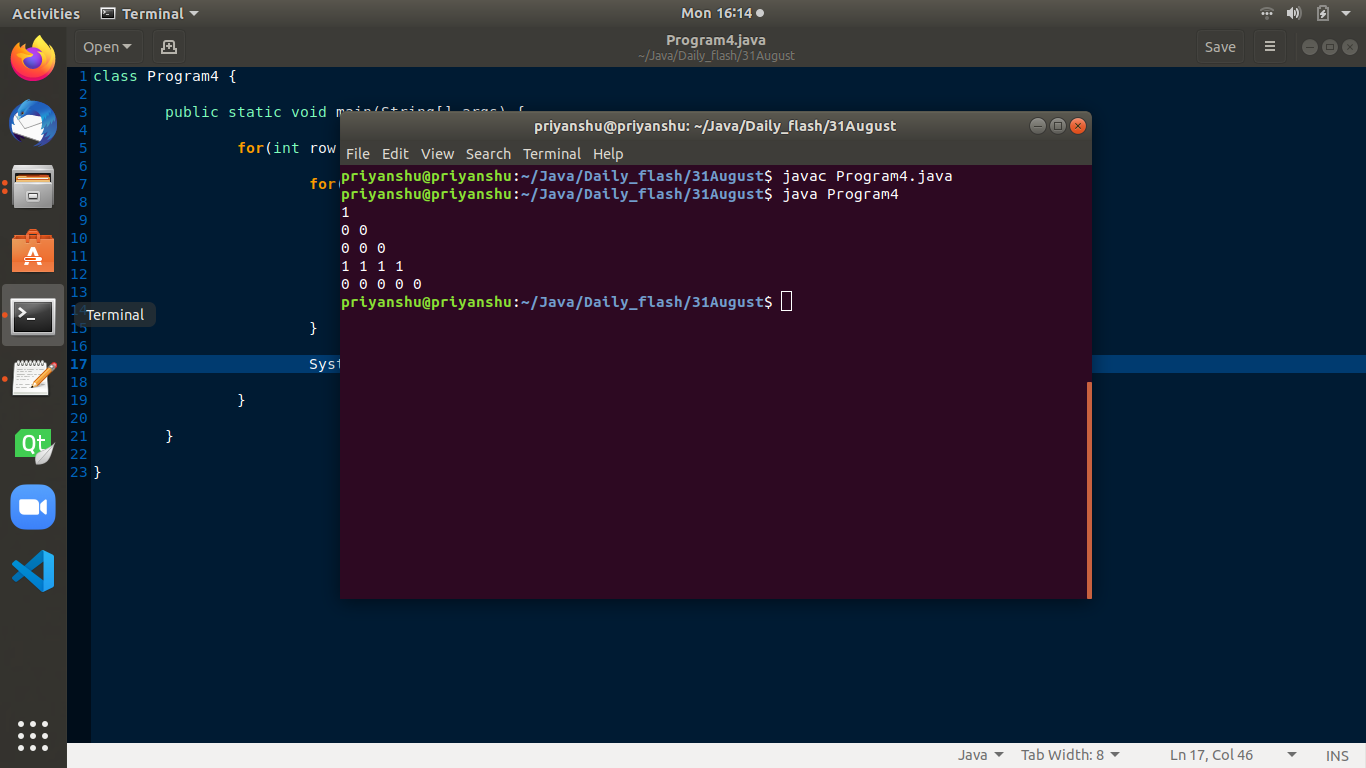 Activities Terminal Mon 16:14
Open Program4.java Save
~/Java/Daily_flash/31August
1 class Program4 {
2
3 public static void main(String[] args) {
4
5 for(int row
6
7 for(
8
9
10
11
12
13
14
15 }
16
17 Syst
18
19 }
20
21 }
22
23 }
Terminal
priyanshu@priyanshu: ~/Java/Daily_flash/31August
File Edit View Search Terminal Help
priyanshu@priyanshu:~/Java/Daily_flash/31August$ javac Program4.java
priyanshu@priyanshu:~/Java/Daily_flash/31August$ java Program4
1
0 0
0 0 0
1 1 1 1
0 0 0 0 0
priyanshu@priyanshu:~/Java/Daily_flash/31August$
Qt
Java Tab Width: 8 Ln 17, Col 46 INS